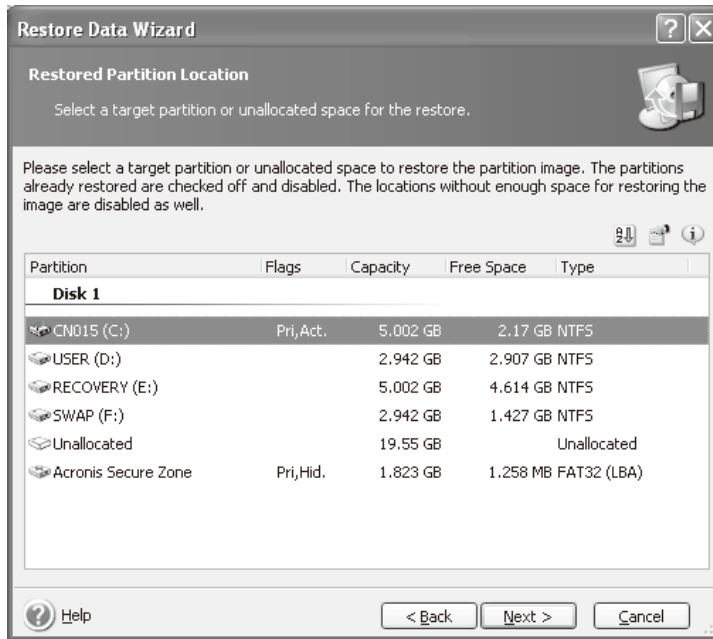 Restore Data Wizard
Restored Partition Location
Select a target partition or unallocated space for the restore.
Please select a target partition or unallocated space to restore the partition image. The partitions
already restored are checked off and disabled. The locations without enough space for restoring the
image are disabled as well.
Partition Flags Capacity Free Space Type
Disk 1
CN015 (C:) Pri,Act. 5.002 GB 2.17 GB NTFS
USER (D:) 2.942 GB 2.907 GB NTFS
RECOVERY (E:) 5.002 GB 4.614 GB NTFS
SWAP (F:) 2.942 GB 1.427 GB NTFS
Unallocated 19.55 GB Unallocated
Acronis Secure Zone Pri,Hid. 1.823 GB 1.258 MB FAT32 (LBA)
Help < Back Next > Cancel